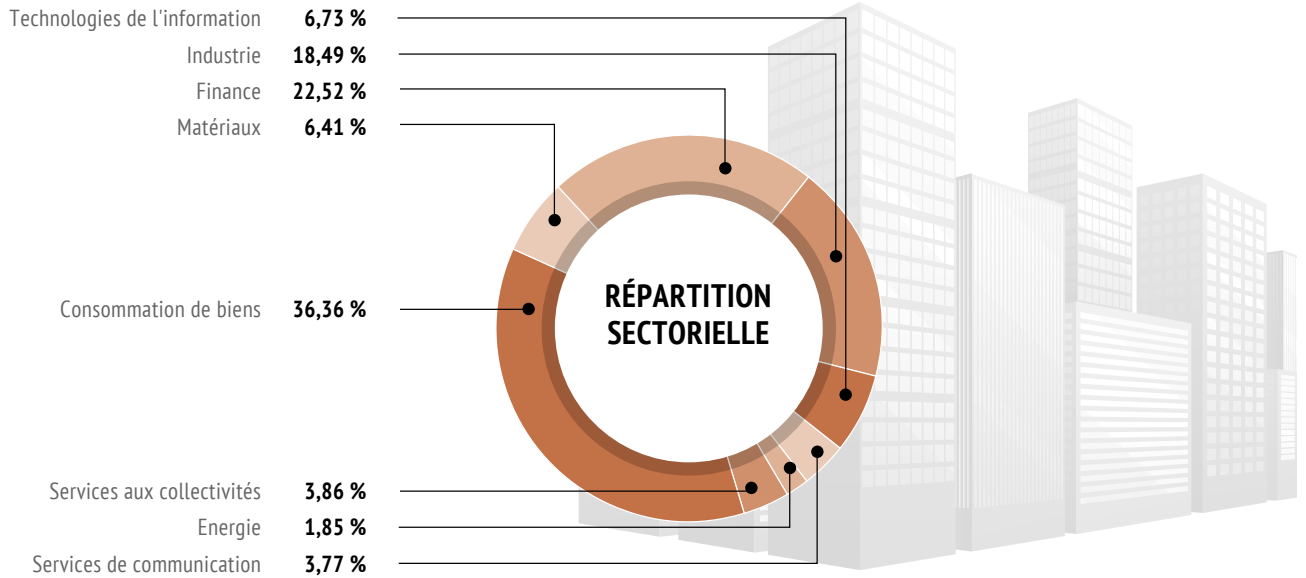 Technologies de l'information 6,73 %
Industrie 18,49 %
Finance 22,52 %
Matériaux 6,41 %
Consommation de biens 36,36 %
RÉPARTITION
SECTORIELLE
Services aux collectivités 3,86 %
Energie 1,85 %
Services de communication 3,77 %